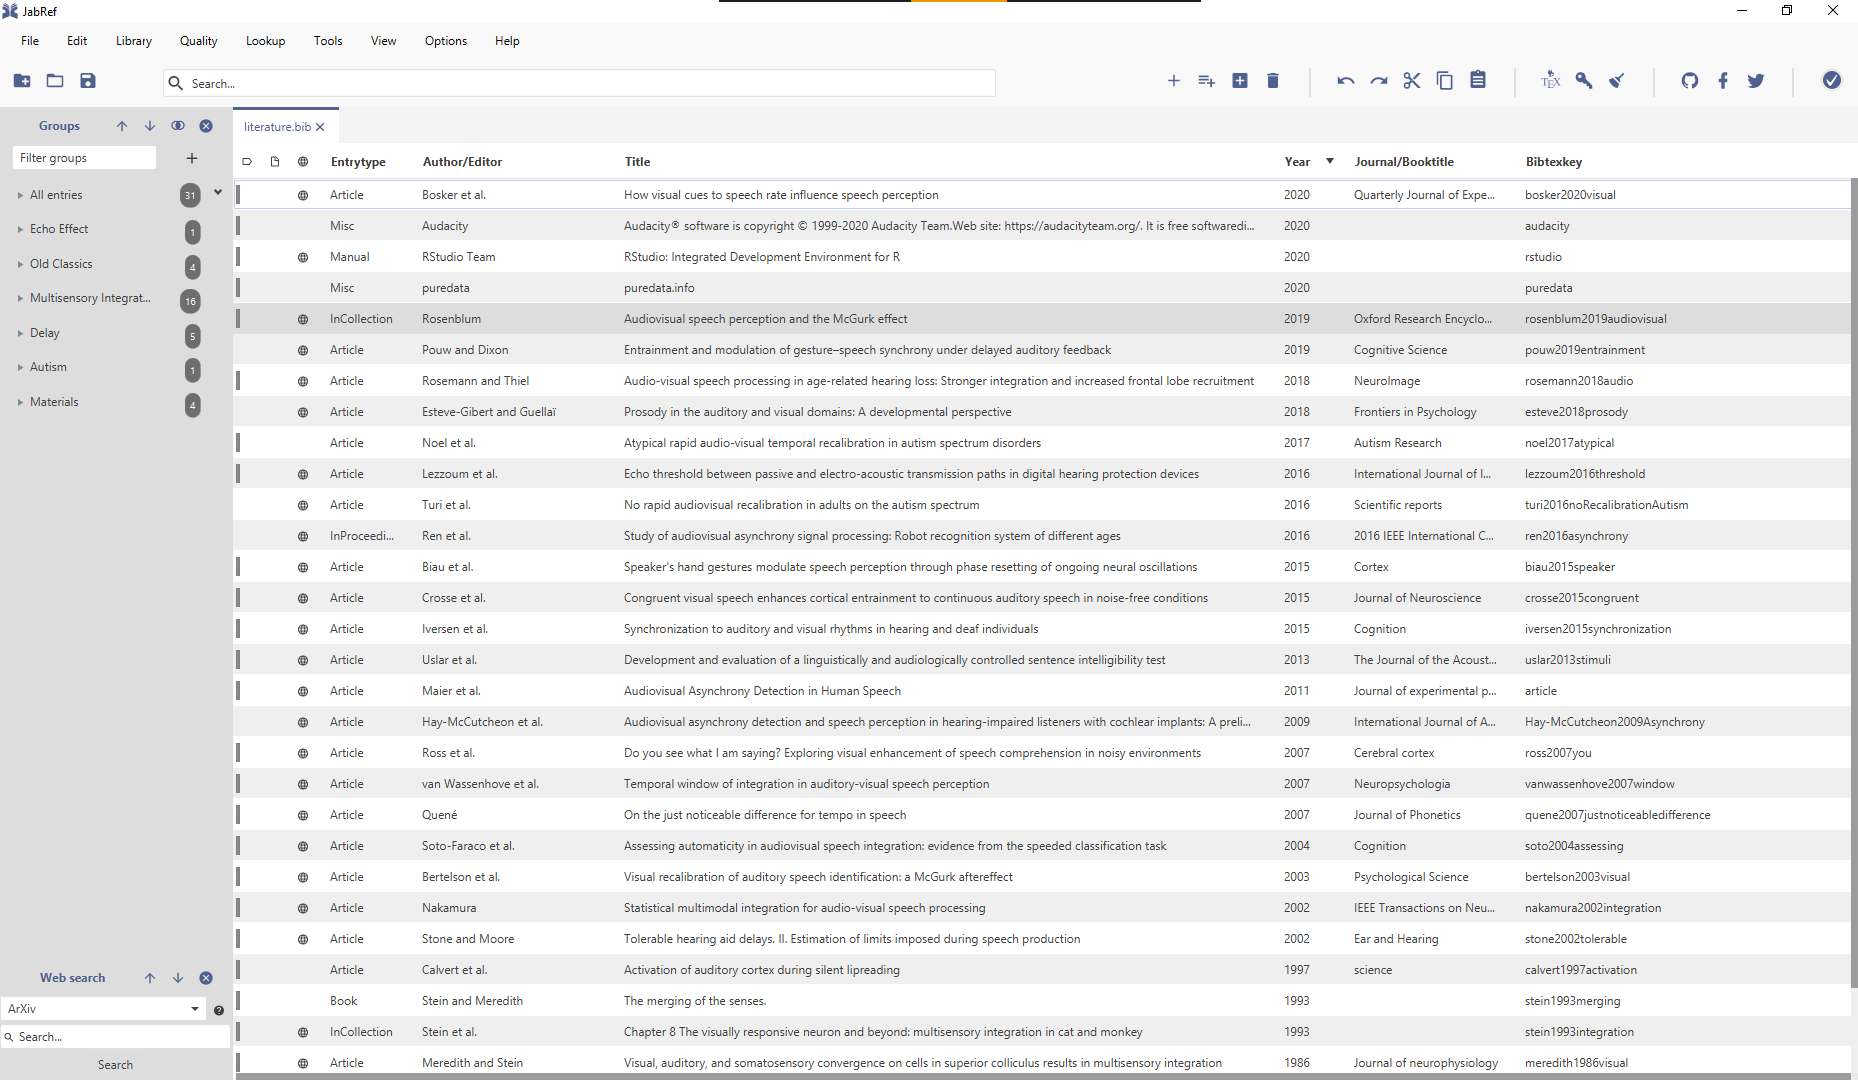 JabRef
File Edit Library Quality Lookup Tools View Options Help
Search...
TEX
Groups
Filter groups
All entries 31
Echo Effect 1
Old Classics 4
Multisensory Integrat... 16
Delay 5
Autism 1
Materials 4
Web search
ArXiv
Search...
Search
literature.bib
Entrytype Author/Editor Title Year Journal/Booktitle Bibtexkey
Article Bosker et al. How visual cues to speech rate influence speech perception 2020 Quarterly Journal of Expe... bosker2020visual
Misc Audacity Audacity® software is copyright © 1999-2020 Audacity Team.Web site: https://audacityteam.org/. It is free softwaredi... 2020 audacity
Manual RStudio Team RStudio: Integrated Development Environment for R 2020 rstudio
Misc puredata puredata.info 2020 puredata
InCollection Rosenblum Audiovisual speech perception and the McGurk effect 2019 Oxford Research Encyclo... rosenblum2019audiovisual
Article Pouw and Dixon Entrainment and modulation of gesture–speech synchrony under delayed auditory feedback 2019 Cognitive Science pouw2019entrainment
Article Rosemann and Thiel Audio-visual speech processing in age-related hearing loss: Stronger integration and increased frontal lobe recruitment 2018 NeuroImage rosemann2018audio
Article Esteve-Gibert and Guellaï Prosody in the auditory and visual domains: A developmental perspective 2018 Frontiers in Psychology esteve2018prosody
Article Noel et al. Atypical rapid audio-visual temporal recalibration in autism spectrum disorders 2017 Autism Research noel2017atypical
Article Lezzoum et al. Echo threshold between passive and electro-acoustic transmission paths in digital hearing protection devices 2016 International Journal of I... lezzoum2016threshold
Article Turi et al. No rapid audiovisual recalibration in adults on the autism spectrum 2016 Scientific reports turi2016noRecalibrationAutism
InProceedi... Ren et al. Study of audiovisual asynchrony signal processing: Robot recognition system of different ages 2016 2016 IEEE International C... ren2016asynchrony
Article Biau et al. Speaker's hand gestures modulate speech perception through phase resetting of ongoing neural oscillations 2015 Cortex biau2015speaker
Article Crosse et al. Congruent visual speech enhances cortical entrainment to continuous auditory speech in noise-free conditions 2015 Journal of Neuroscience crosse2015congruent
Article Iversen et al. Synchronization to auditory and visual rhythms in hearing and deaf individuals 2015 Cognition iversen2015synchronization
Article Uslar et al. Development and evaluation of a linguistically and audiologically controlled sentence intelligibility test 2013 The Journal of the Acoust... uslar2013stimuli
Article Maier et al. Audiovisual Asynchrony Detection in Human Speech 2011 Journal of experimental p... article
Article Hay-McCutcheon et al. Audiovisual asynchrony detection and speech perception in hearing-impaired listeners with cochlear implants: A preli... 2009 International Journal of A... Hay-McCutcheon2009Asynchrony
Article Ross et al. Do you see what I am saying? Exploring visual enhancement of speech comprehension in noisy environments 2007 Cerebral cortex ross2007you
Article van Wassenhove et al. Temporal window of integration in auditory-visual speech perception 2007 Neuropsychologia vanwassenhove2007window
Article Quené On the just noticeable difference for tempo in speech 2007 Journal of Phonetics quene2007justnoticeabledifference
Article Soto-Faraco et al. Assessing automaticity in audiovisual speech integration: evidence from the speeded classification task 2004 Cognition soto2004assessing
Article Bertelson et al. Visual recalibration of auditory speech identification: a McGurk aftereffect 2003 Psychological Science bertelson2003visual
Article Nakamura Statistical multimodal integration for audio-visual speech processing 2002 IEEE Transactions on Neu... nakamura2002integration
Article Stone and Moore Tolerable hearing aid delays. II. Estimation of limits imposed during speech production 2002 Ear and Hearing stone2002tolerable
Article Calvert et al. Activation of auditory cortex during silent lipreading 1997 science calvert1997activation
Book Stein and Meredith The merging of the senses. 1993 stein1993merging
InCollection Stein et al. Chapter 8 The visually responsive neuron and beyond: multisensory integration in cat and monkey 1993 stein1993integration
Article Meredith and Stein Visual, auditory, and somatosensory convergence on cells in superior colliculus results in multisensory integration 1986 Journal of neurophysiology meredith1986visual